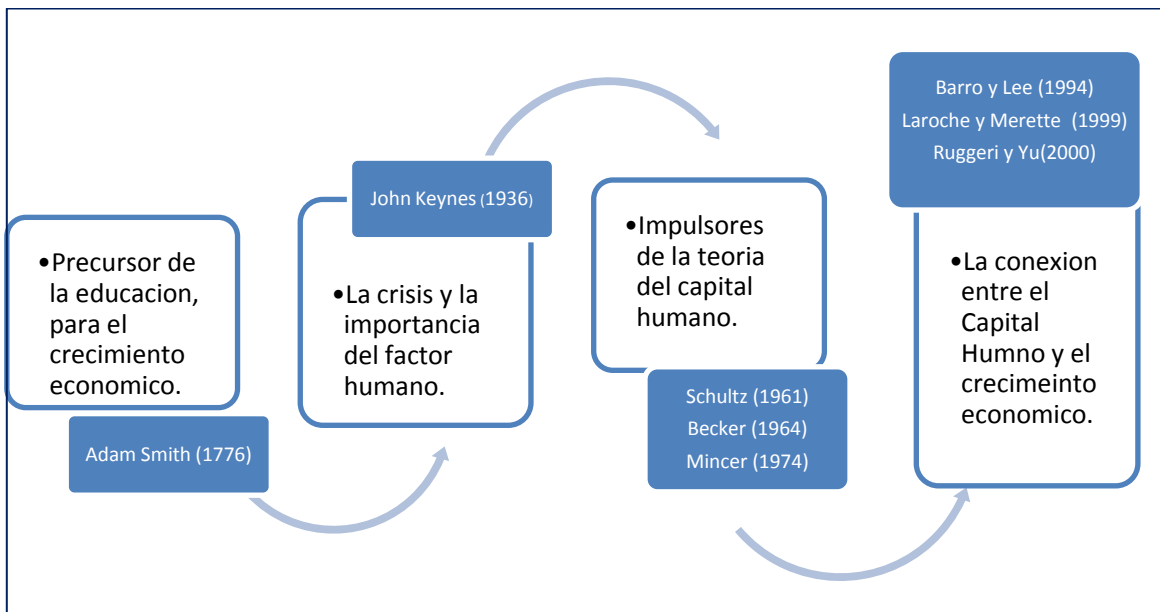 •Precursor de
la educacion,
para el
crecimiento
economico.
Adam Smith (1776)
John Keynes (1936)
•La crisis y la
importancia
del factor
humano.
•Impulsores
de la teoria
del capital
humano.
Schultz (1961)
Becker (1964)
Mincer (1974)
Barro y Lee (1994)
Laroche y Merette  (1999)
Ruggeri y Yu(2000)
•La conexion
entre el
Capital
Humno y el
crecimeinto
economico.